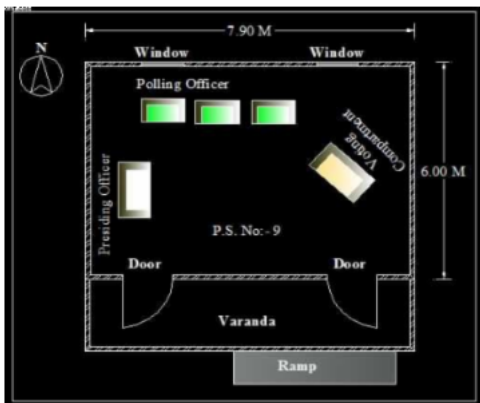 7.90 M
N
Window
Window
Polling Officer
Voting
Compartment
6.00 M
Presiding Officer
P.S. No:- 9
Door
Door
Varanda
Ramp